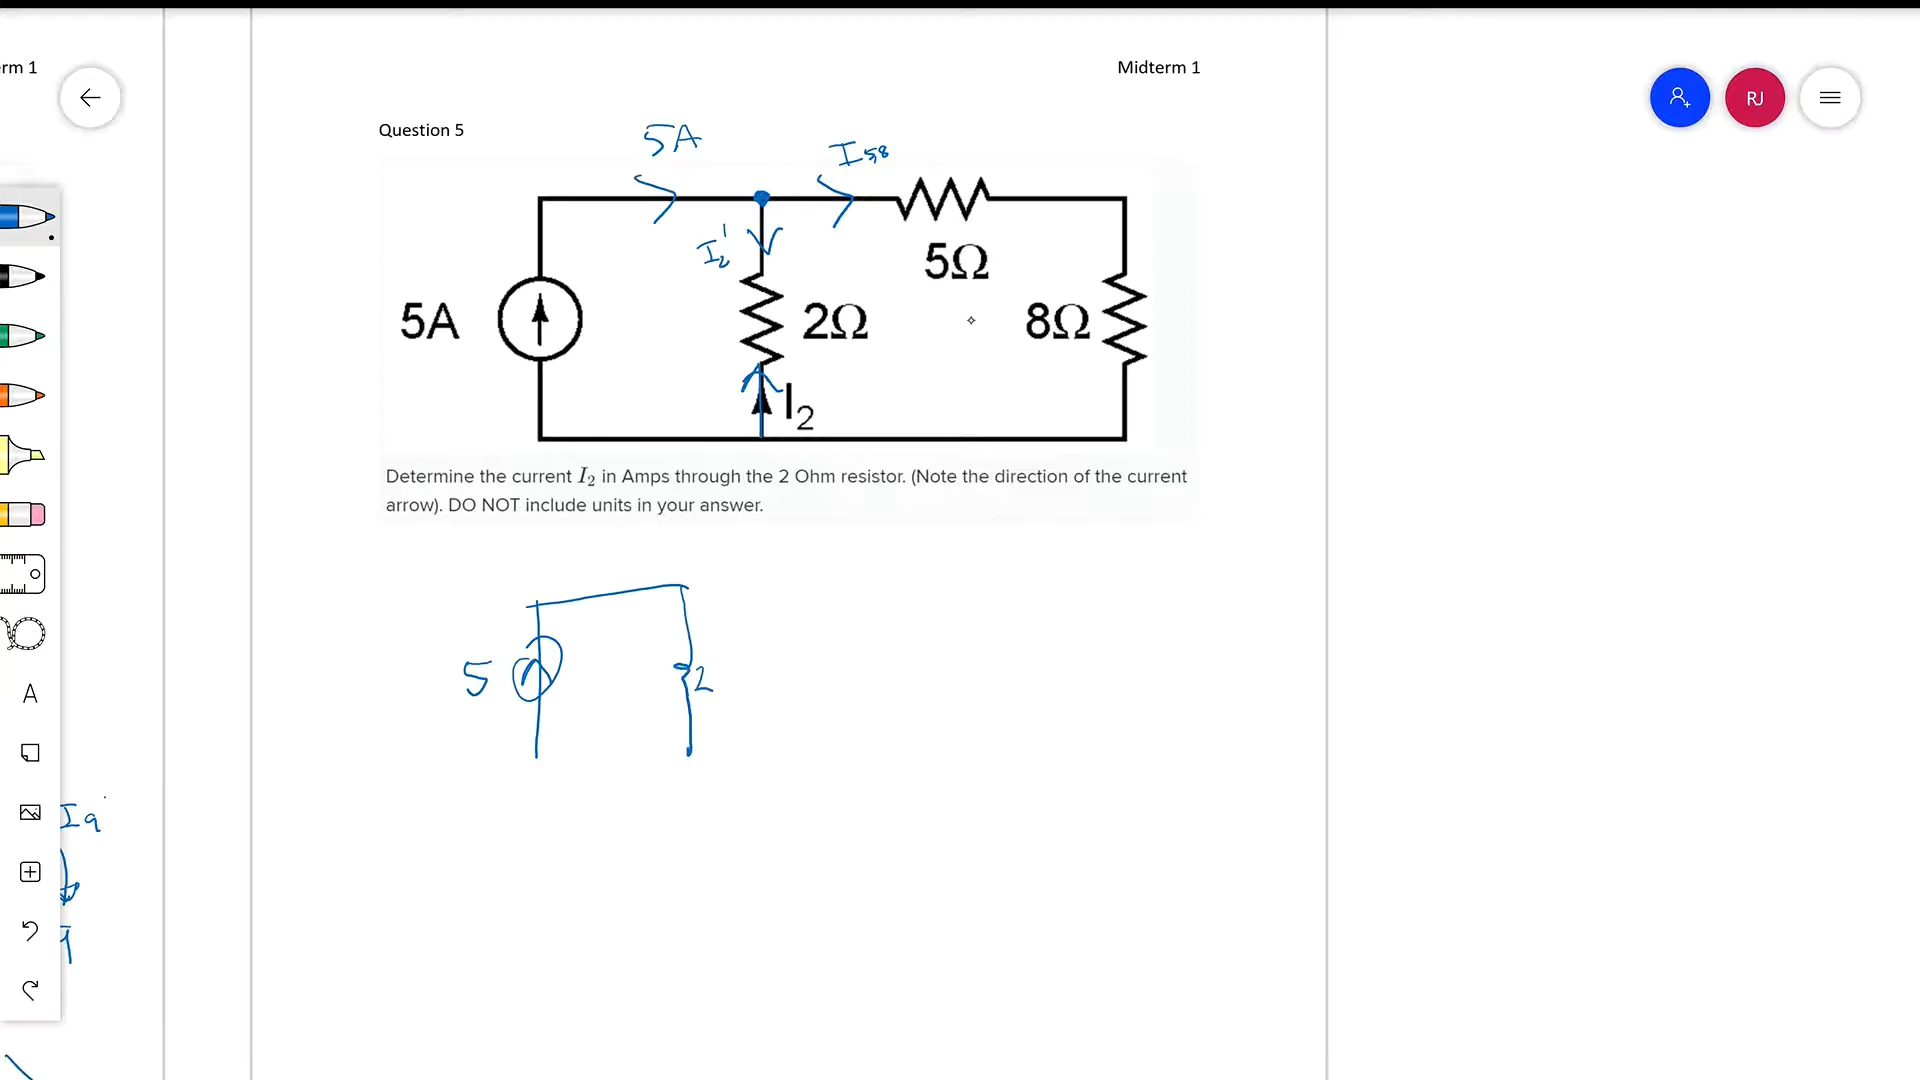 rm 1
Midterm 1
RJ
Question 5
5A
I58
I2'
5Ω
5A
2Ω
8Ω
I2
Determine the current I2 in Amps through the 2 Ohm resistor. (Note the direction of the current
arrow). DO NOT include units in your answer.
5
2
A
I9